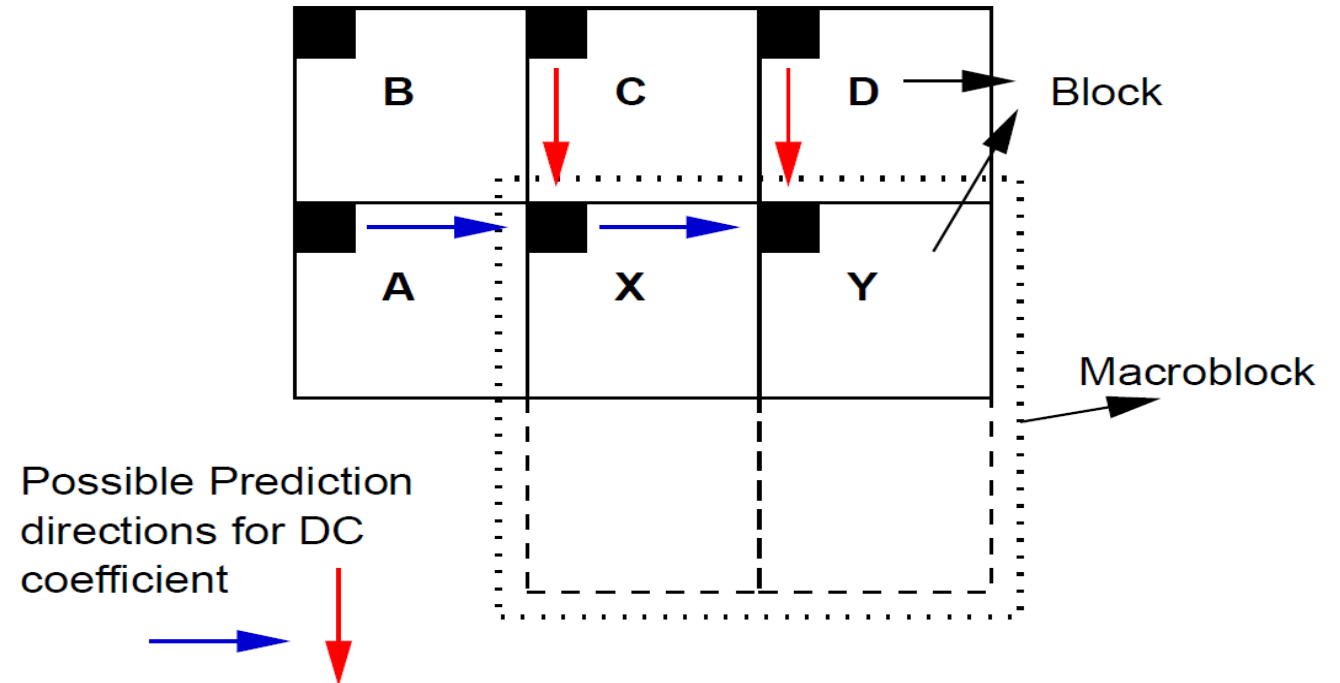 B C D Block
A X Y
Macroblock
Possible Prediction
directions for DC
coefficient